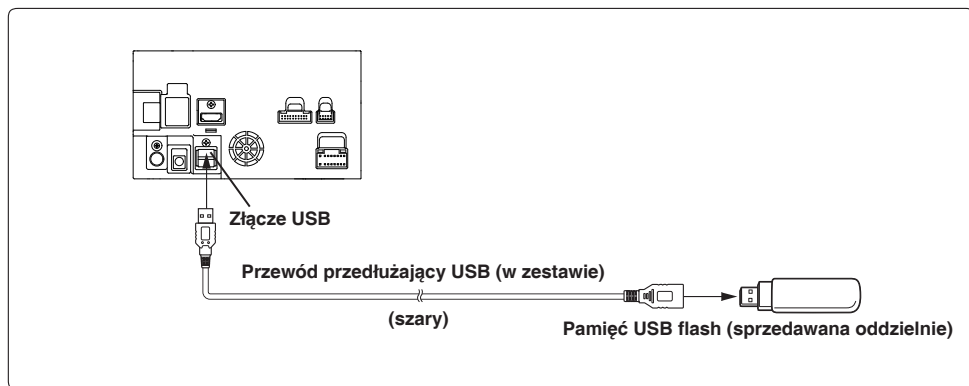 Złącze USB
Przewód przedłużający USB (w zestawie)
(szary)
Pamięć USB flash (sprzedawana oddzielnie)